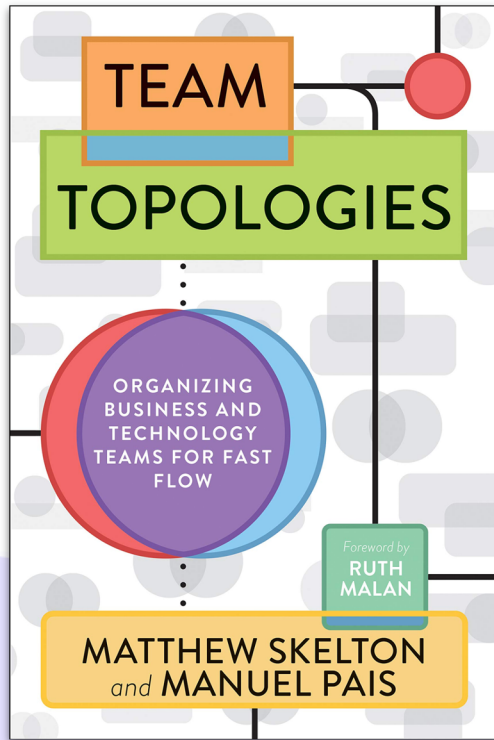 TEAM
TOPOLOGIES
ORGANIZING
BUSINESS AND
TECHNOLOGY
TEAMS FOR FAST
FLOW
Foreword by
RUTH
MALAN
MATTHEW SKELTON
and MANUEL PAIS